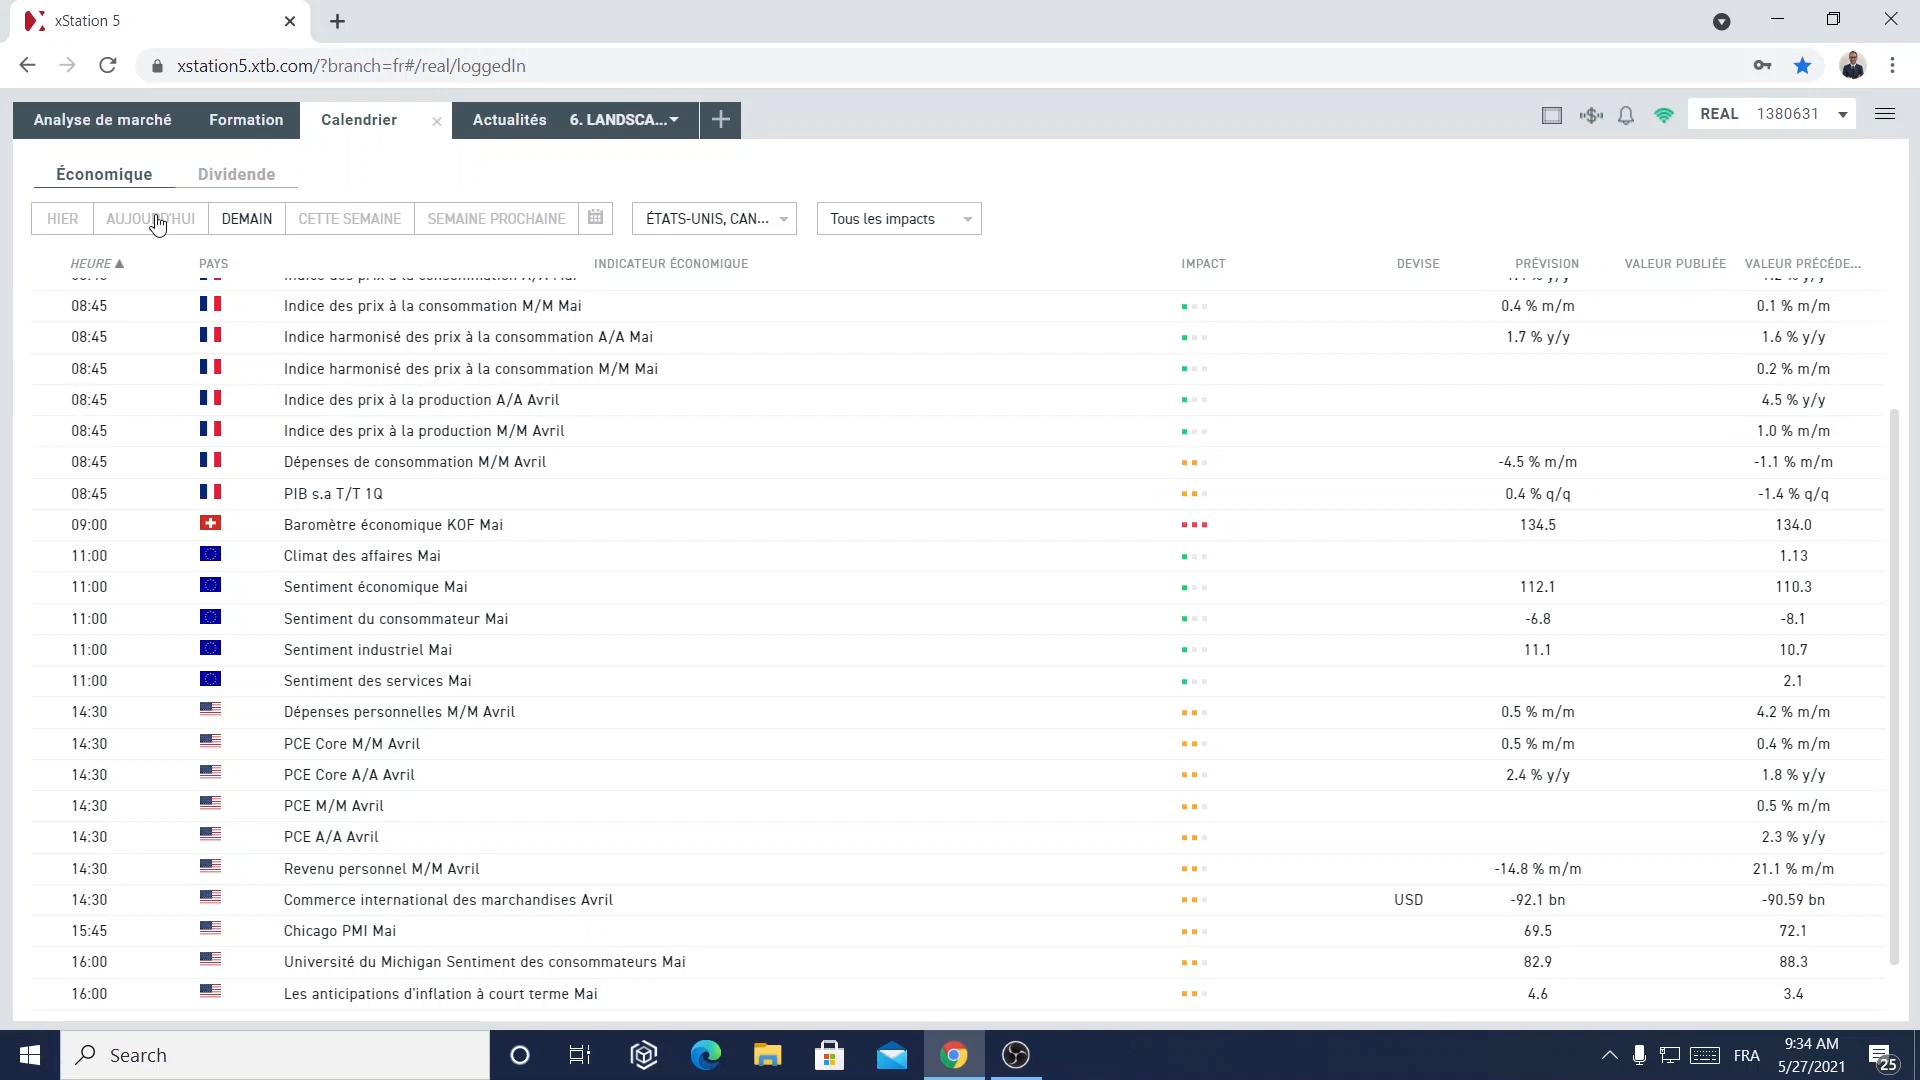 xStation 5
xstation5.xtb.com/?branch=fr#/real/loggedIn
Analyse de marché Formation Calendrier Actualités 6. LANDSCA... REAL 1380631
Économique Dividende
HIER AUJOURD'HUI DEMAIN CETTE SEMAINE SEMAINE PROCHAINE ÉTATS-UNIS, CAN... Tous les impacts
HEURE PAYS INDICATEUR ÉCONOMIQUE IMPACT DEVISE PRÉVISION VALEUR PUBLIÉE VALEUR PRÉCÉDE...
08:45 Indice des prix à la consommation M/M Mai 0.4 % m/m 0.1 % m/m
08:45 Indice harmonisé des prix à la consommation A/A Mai 1.7 % y/y 1.6 % y/y
08:45 Indice harmonisé des prix à la consommation M/M Mai 0.2 % m/m
08:45 Indice des prix à la production A/A Avril 4.5 % y/y
08:45 Indice des prix à la production M/M Avril 1.0 % m/m
08:45 Dépenses de consommation M/M Avril -4.5 % m/m -1.1 % m/m
08:45 PIB s.a T/T 1Q 0.4 % q/q -1.4 % q/q
09:00 Baromètre économique KOF Mai 134.5 134.0
11:00 Climat des affaires Mai 1.13
11:00 Sentiment économique Mai 112.1 110.3
11:00 Sentiment du consommateur Mai -6.8 -8.1
11:00 Sentiment industriel Mai 11.1 10.7
11:00 Sentiment des services Mai 2.1
14:30 Dépenses personnelles M/M Avril 0.5 % m/m 4.2 % m/m
14:30 PCE Core M/M Avril 0.5 % m/m 0.4 % m/m
14:30 PCE Core A/A Avril 2.4 % y/y 1.8 % y/y
14:30 PCE M/M Avril 0.5 % m/m
14:30 PCE A/A Avril 2.3 % y/y
14:30 Revenu personnel M/M Avril -14.8 % m/m 21.1 % m/m
14:30 Commerce international des marchandises Avril USD -92.1 bn -90.59 bn
15:45 Chicago PMI Mai 69.5 72.1
16:00 Université du Michigan Sentiment des consommateurs Mai 82.9 88.3
16:00 Les anticipations d'inflation à court terme Mai 4.6 3.4
Search FRA 9:34 AM
5/27/2021 25